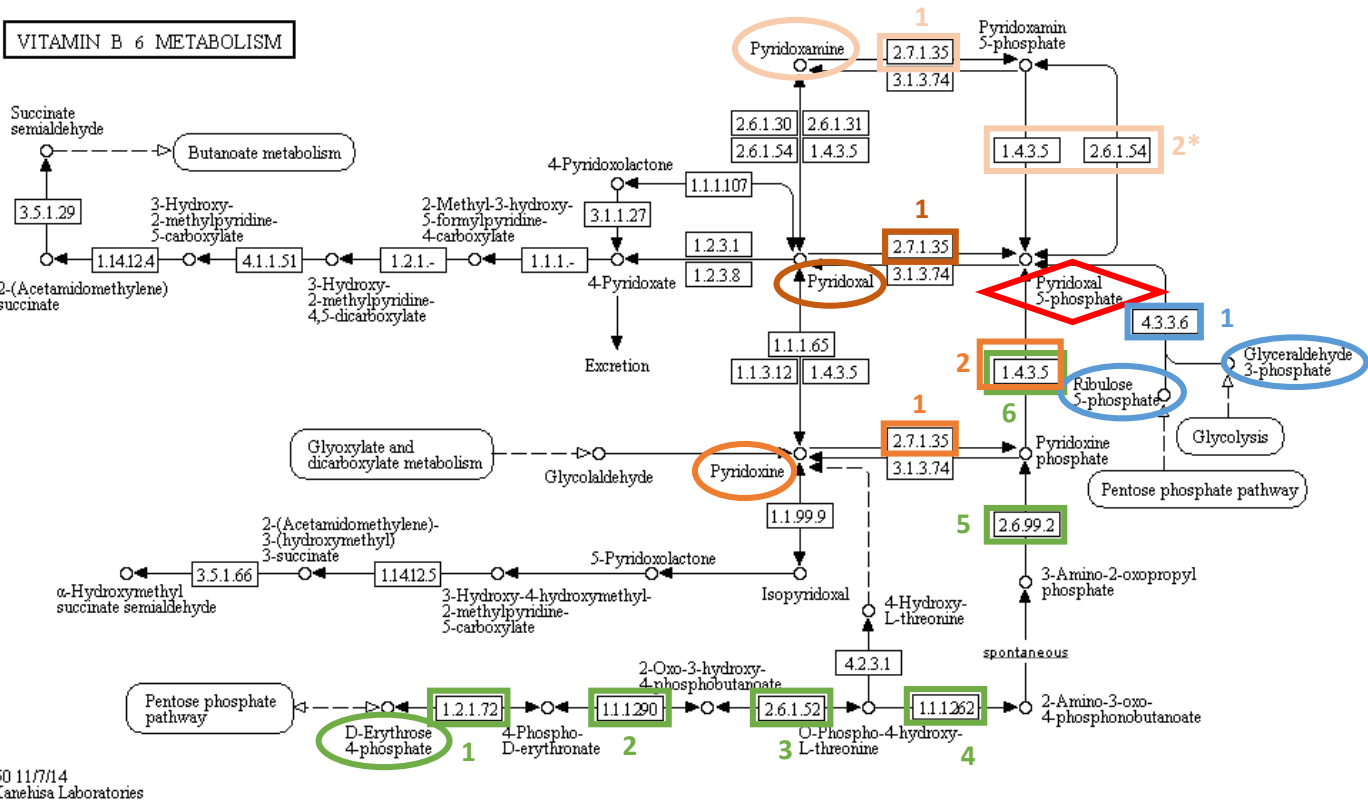 VITAMIN B 6 METABOLISM
1
Pyridoxamine
2.7.1.35
3.1.3.74
Pyridoxamin
5-phosphate
Succinate
semialdehyde
Butanoate metabolism
2.6.1.30
2.6.1.31
2.6.1.54
1.4.3.5
1.4.3.5
2.6.1.54
2*
4-Pyridoxolactone
1.1.1.107
3.5.1.29
3-Hydroxy-
2-methylpyridine-
5-carboxylate
2-Methyl-3-hydroxy-
5-formylpyridine-
4-carboxylate
3.1.1.27
1
1.14.12.4
4.1.1.51
1.2.1.-
1.1.1.-
1.2.3.1
1.2.3.8
2.7.1.35
3.1.3.74
2-(Acetamidomethylene)
succinate
3-Hydroxy-
2-methylpyridine-
4,5-dicarboxylate
4-Pyridoxate
Pyridoxal
Pyridoxal
5-phosphate
4.3.3.6
1
Excretion
1.1.1.65
1.1.3.12
1.4.3.5
2
1.4.3.5
6
Ribulose
5-phosphate
Glyceraldehyde
3-phosphate
1
Glycolysis
Glyoxylate and
dicarboxylate metabolism
Glycolaldehyde
Pyridoxine
2.7.1.35
3.1.3.74
Pyridoxine
phosphate
Pentose phosphate pathway
1.1.99.9
5
2.6.99.2
2-(Acetamidomethylene)-
3-(hydroxymethyl)
3-succinate
5-Pyridoxolactone
3.5.1.66
1.14.12.5
α-Hydroxymethyl
succinate semialdehyde
3-Hydroxy-4-hydroxymethyl-
2-methylpyridine-
5-carboxylate
Isopyridoxal
3-Amino-2-oxopropyl
phosphate
4-Hydroxy-
L-threonine
4.2.3.1
spontaneous
2-Oxo-3-hydroxy-
4-phosphobutanoate
Pentose phosphate
pathway
1.2.1.72
1.1.1.290
2.6.1.52
1.1.1.262
D-Erythrose
4-phosphate
1
4-Phospho-
D-erythronate
2
3
O-Phospho-4-hydroxy-
L-threonine
4
2-Amino-3-oxo-
4-phosphonobutanoate
50 11/7/14
Kanehisa Laboratories